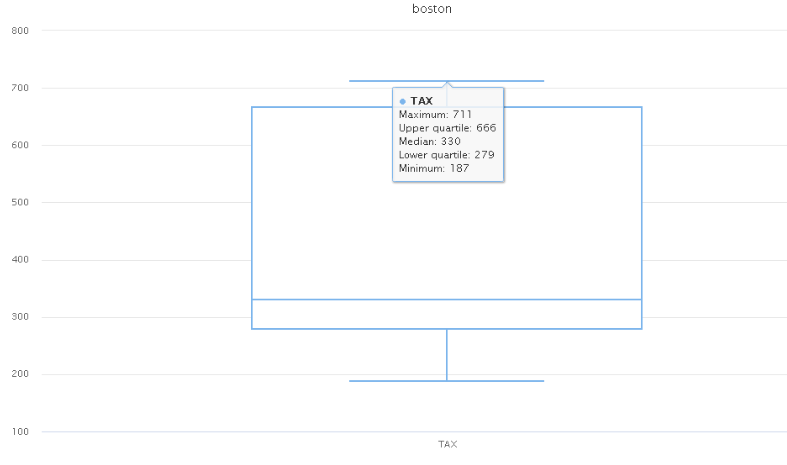 boston
800
700
TAX
Maximum: 711
Upper quartile: 666
Median: 330
Lower quartile: 279
Minimum: 187
600
500
400
300
200
100
TAX